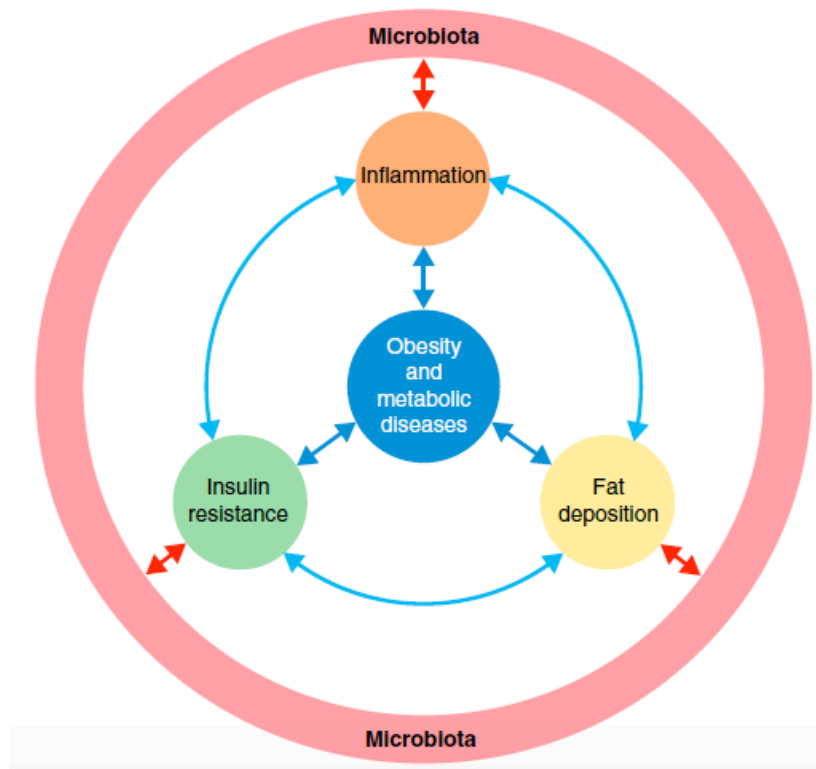 Microbiota
Inflammation
Obesity
and
metabolic
diseases
Insulin
resistance
Fat
deposition
Microbiota